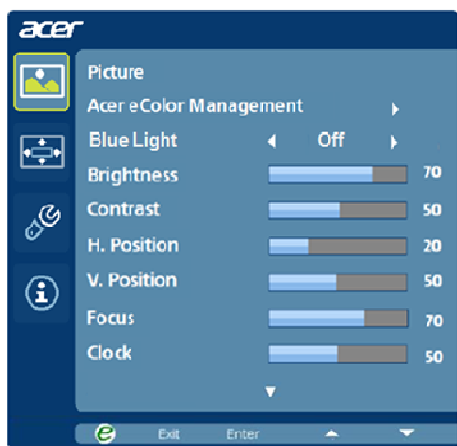 acer
Picture
Acer eColor Management
Blue Light Off
Brightness 70
Contrast 50
H. Position 20
V. Position 50
Focus 70
Clock 50
e Exit Enter